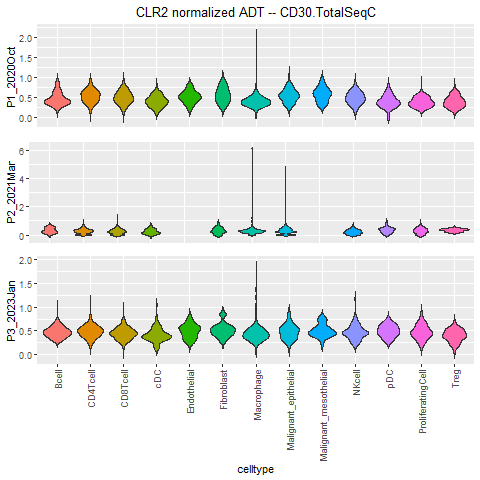 CLR2 normalized ADT -- CD30.TotalSeqC
P1_2020Oct
2.0
1.5
1.0
0.5
0.0
P2_2021Mar
6
4
2
0
P3_2023Jan
2.0
1.5
1.0
0.5
0.0
Bcell
CD4Tcell
CD8Tcell
cDC
Endothelial
Fibroblast
Macrophage
Malignant_epithelial
Malignant_mesothelial
NKcell
pDC
ProliferatingCell
Treg
celltype